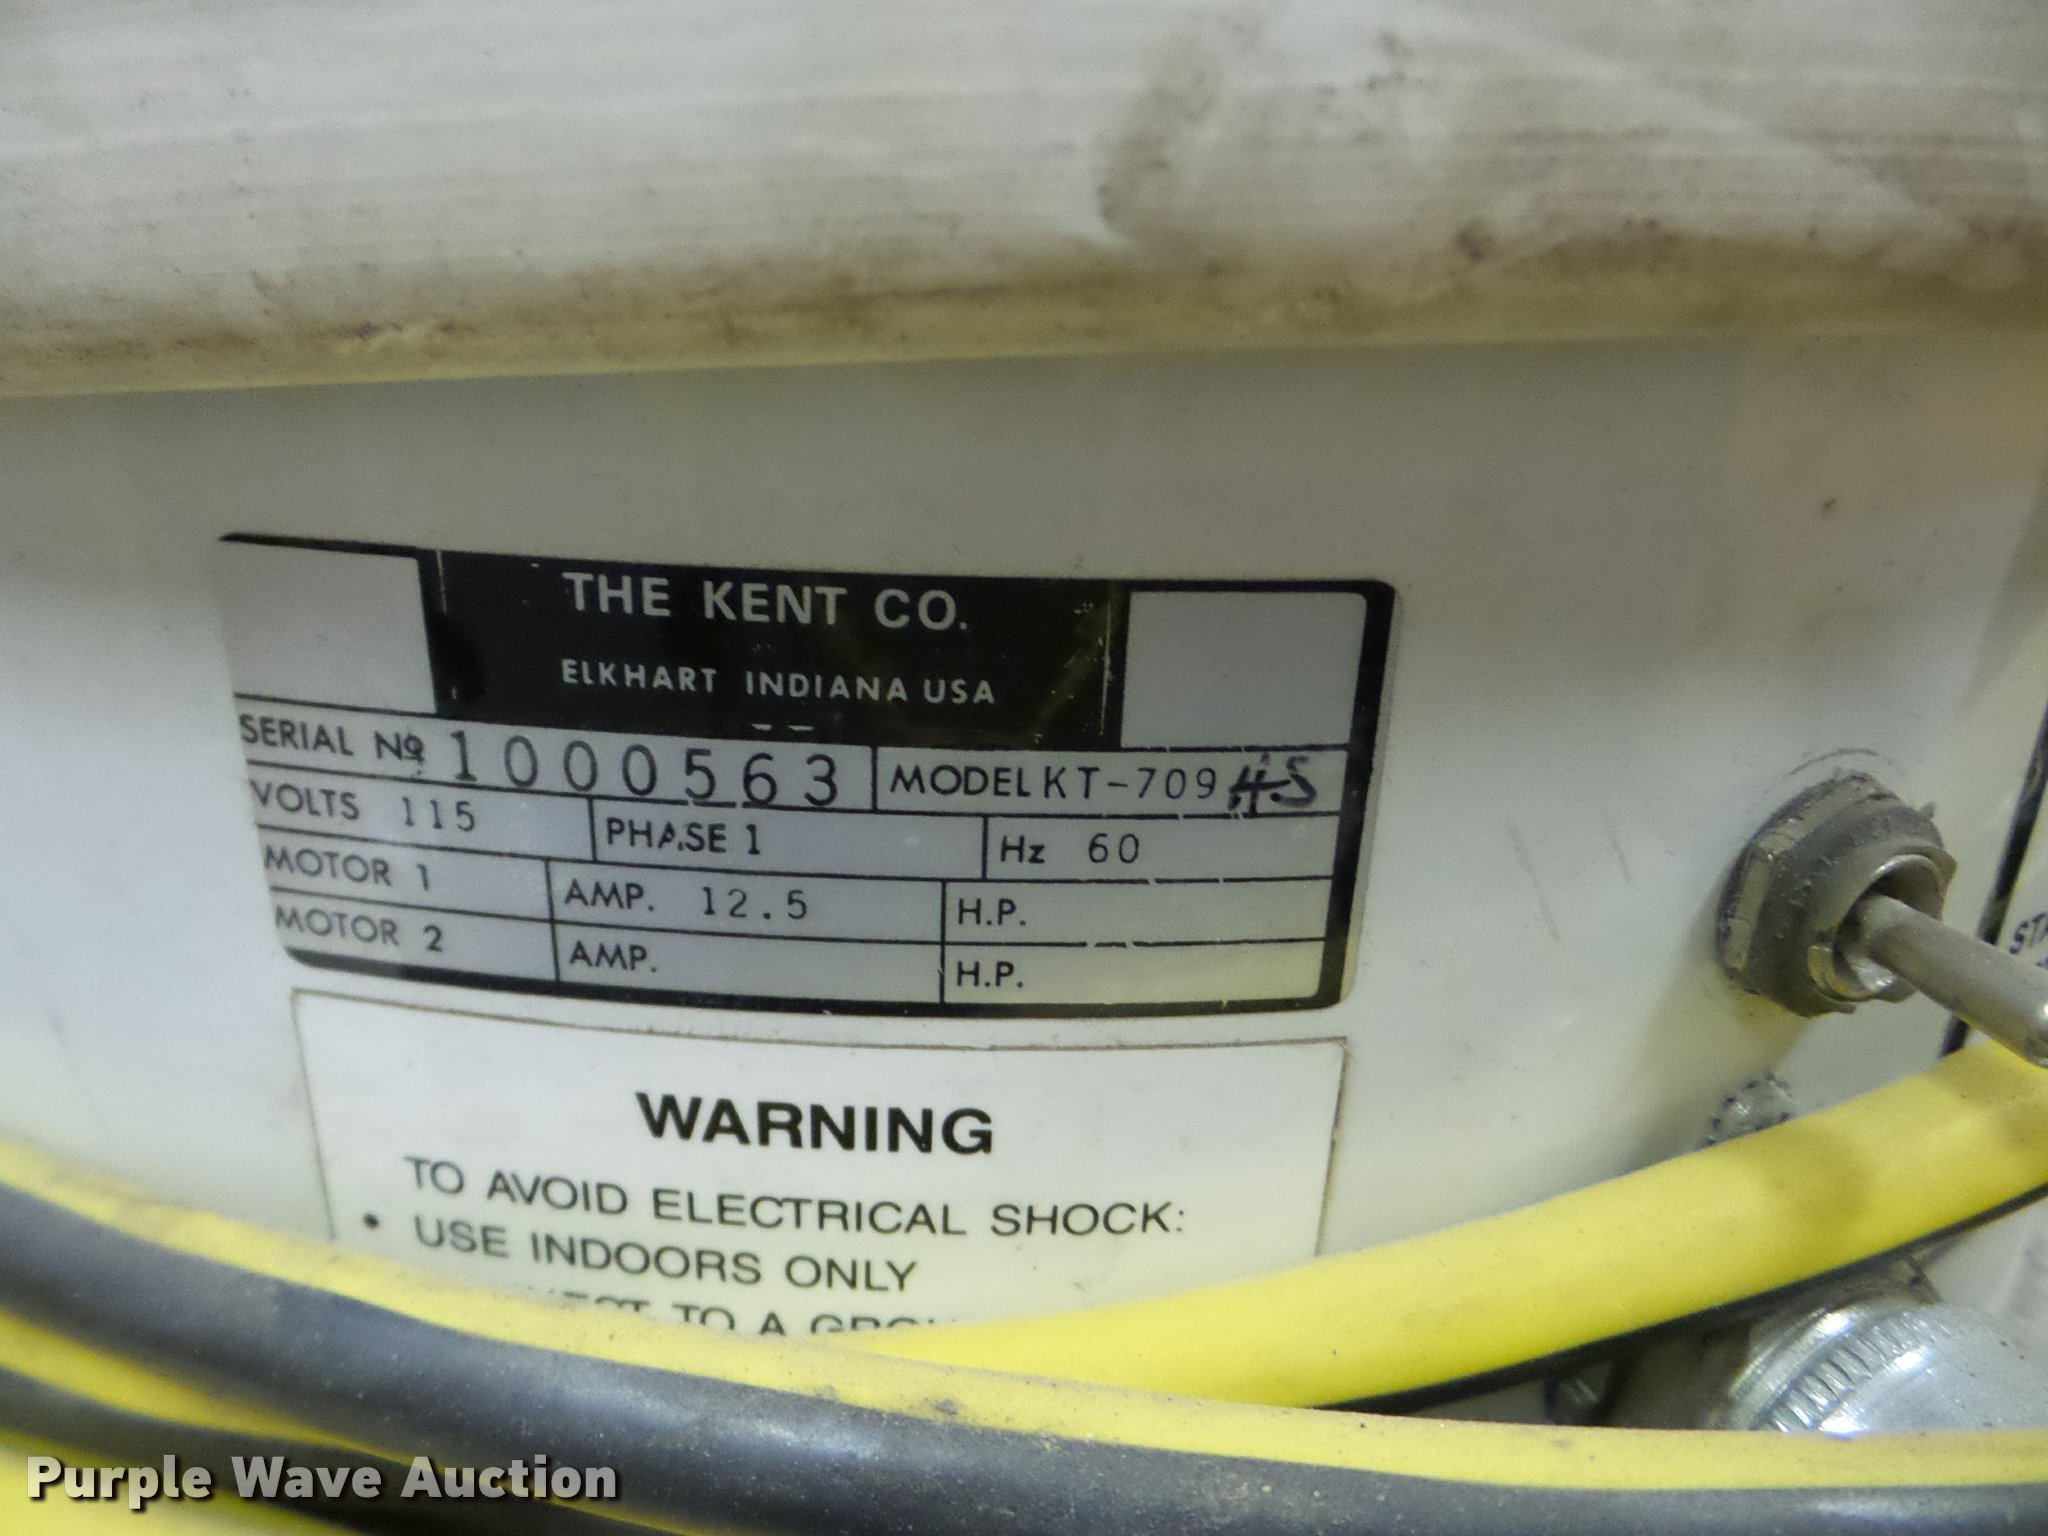 THE KENT CO.
ELKHART INDIANA USA
SERIAL No 1000563 MODEL KT-709 HS
VOLTS 115 PHASE 1 Hz 60
MOTOR 1 AMP. 12.5 H.P.
MOTOR 2 AMP. H.P.
WARNING
TO AVOID ELECTRICAL SHOCK:
• USE INDOORS ONLY
TO A
Purple Wave Auction